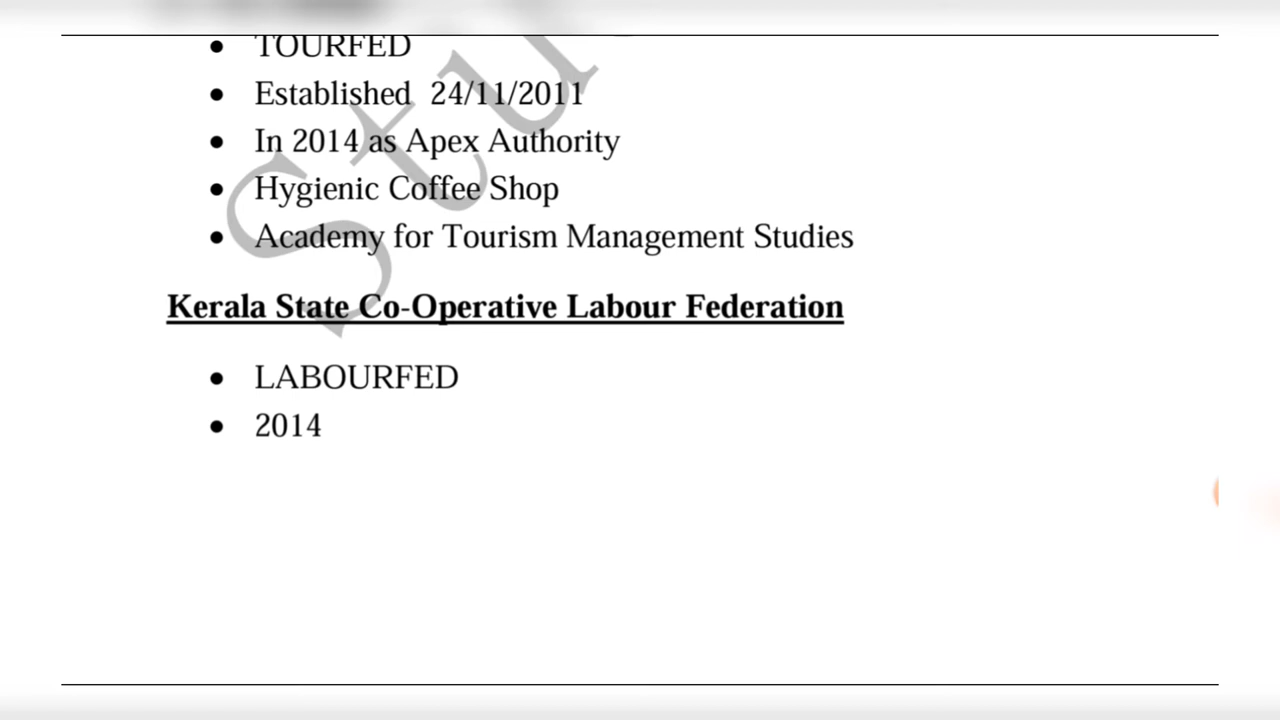 • TOURFED
• Established 24/11/2011
• In 2014 as Apex Authority
• Hygienic Coffee Shop
• Academy for Tourism Management Studies
Kerala State Co-Operative Labour Federation
• LABOURFED
• 2014
Stu